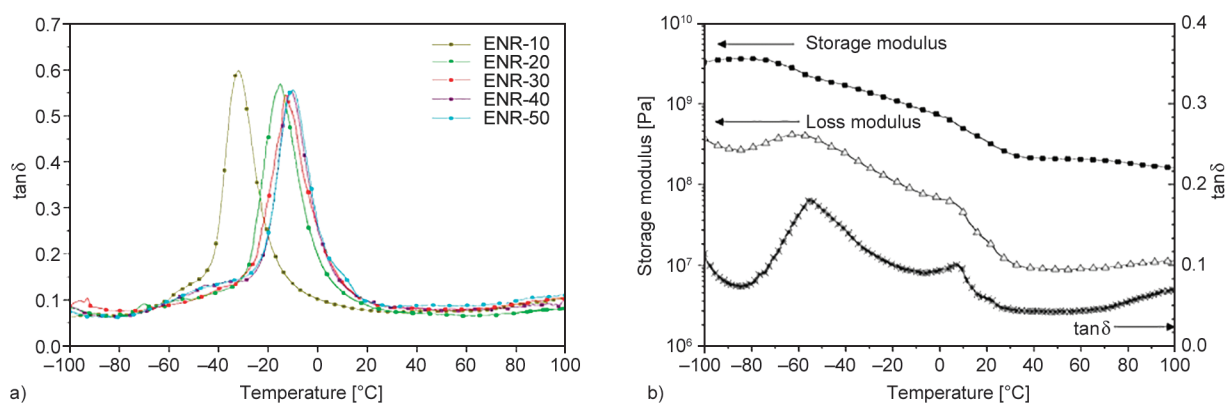 tanδ
0.7
0.6
0.5
0.4
0.3
0.2
0.1
0.0
ENR-10
ENR-20
ENR-30
ENR-40
ENR-50
–100 –80 –60 –40 –20 0 20 40 60 80 100
Temperature [°C]
a)
Storage modulus [Pa]
10¹⁰
10⁹
10⁸
10⁷
10⁶
Storage modulus
Loss modulus
tanδ
0.4
0.3
0.2
0.1
0.0
tanδ
–100 –80 –60 –40 –20 0 20 40 60 80 100
Temperature [°C]
b)